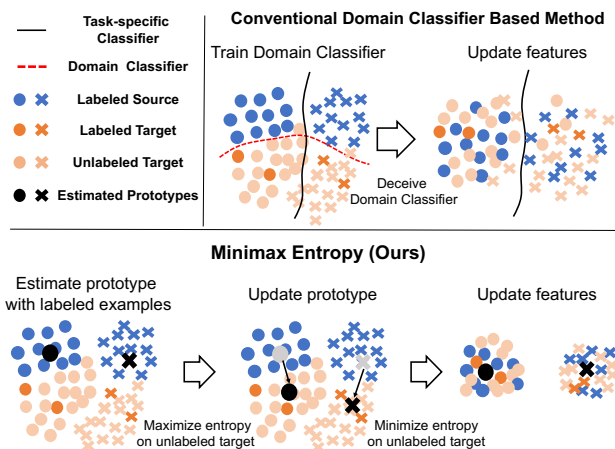 Task-specific
Classifier
Domain Classifier
Labeled Source
Labeled Target
Unlabeled Target
Estimated Prototypes
Conventional Domain Classifier Based Method
Train Domain Classifier
Update features
Deceive
Domain Classifier
Minimax Entropy (Ours)
Estimate prototype
with labeled examples
Update prototype
Update features
Maximize entropy
on unlabeled target
Minimize entropy
on unlabeled target